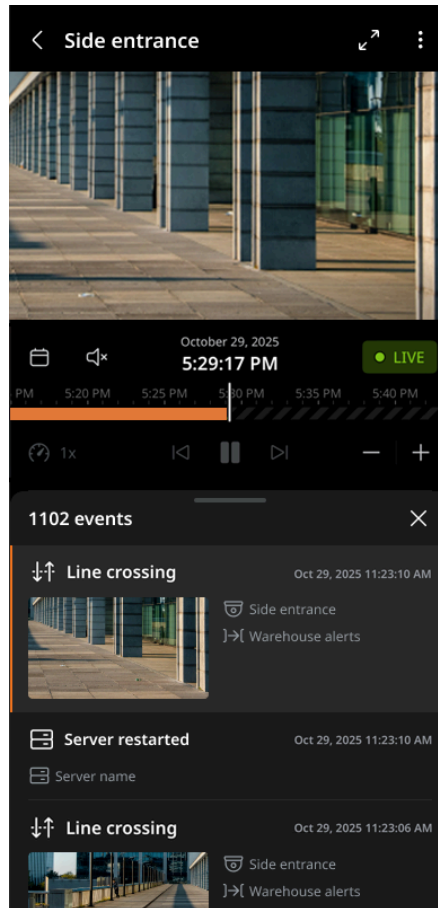 Side entrance
October 29, 2025
5:29:17 PM
LIVE
PM 5:20 PM 5:25 PM 5:30 PM 5:35 PM 5:40 PM
1x
1102 events
Line crossing Oct 29, 2025 11:23:10 AM
Side entrance
Warehouse alerts
Server restarted Oct 29, 2025 11:23:10 AM
Server name
Line crossing Oct 29, 2025 11:23:06 AM
Side entrance
Warehouse alerts